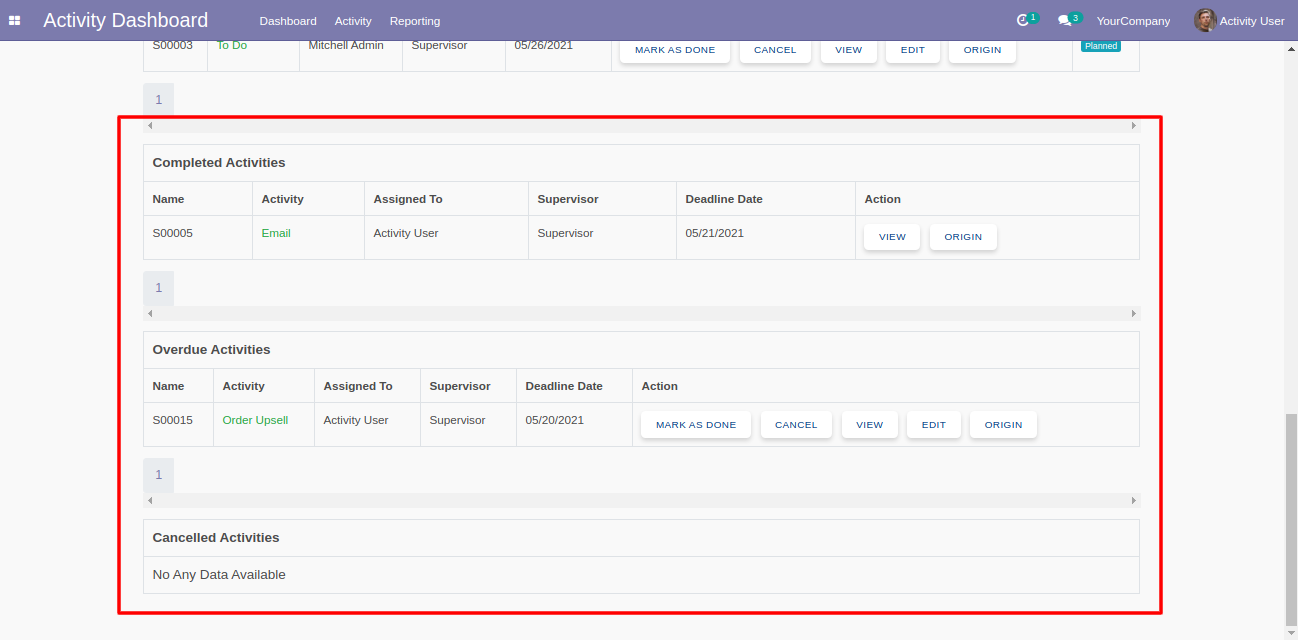 Activity Dashboard Dashboard Activity Reporting 1 3 YourCompany Activity User
S00003 To Do Mitchell Admin Supervisor 05/26/2021 MARK AS DONE CANCEL VIEW EDIT ORIGIN Planned
1
Completed Activities
Name Activity Assigned To Supervisor Deadline Date Action
S00005 Email Activity User Supervisor 05/21/2021 VIEW ORIGIN
1
Overdue Activities
Name Activity Assigned To Supervisor Deadline Date Action
S00015 Order Upsell Activity User Supervisor 05/20/2021 MARK AS DONE CANCEL VIEW EDIT ORIGIN
1
Cancelled Activities
No Any Data Available